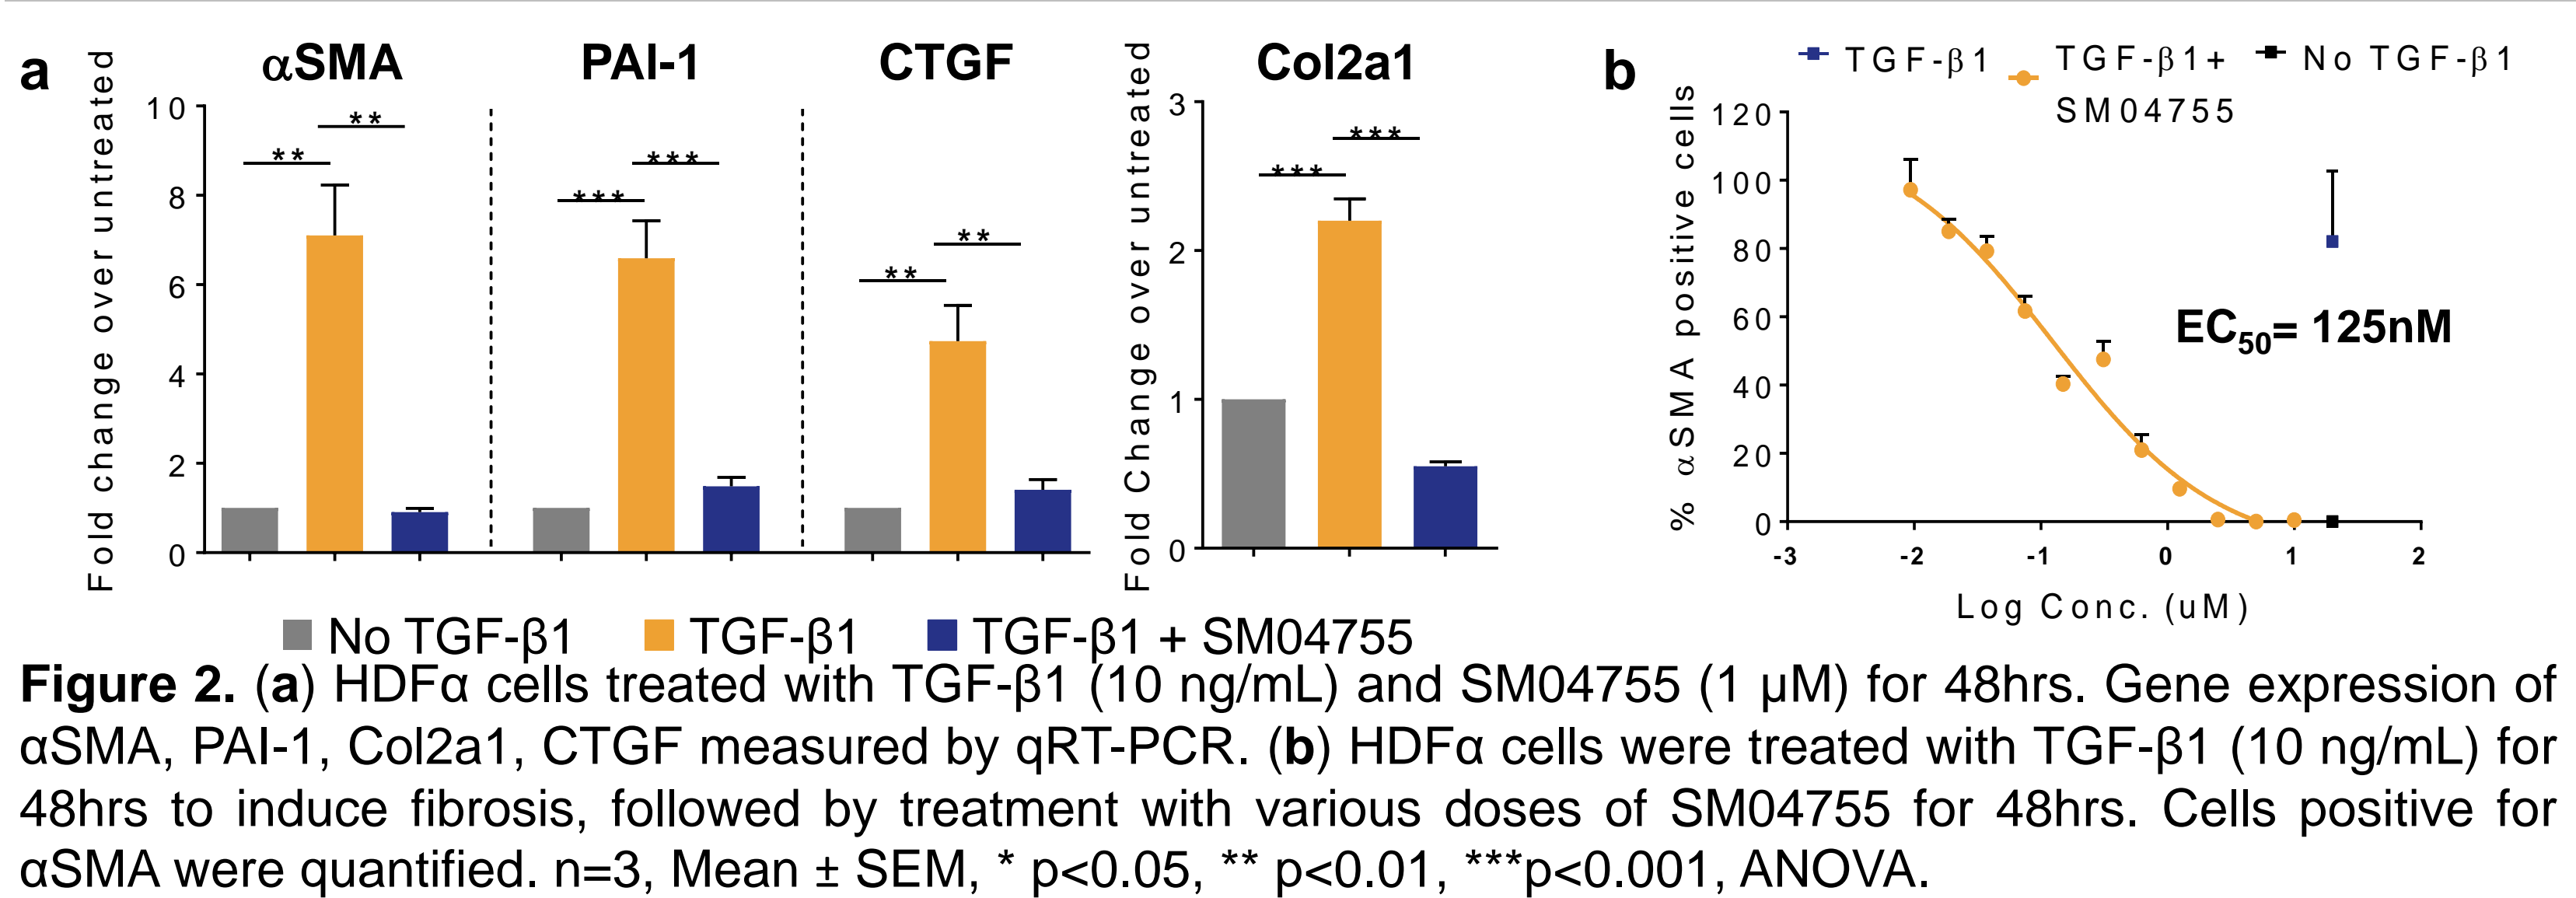 a
αSMA
PAI-1
CTGF
Fold change over untreated
10
8
6
4
2
0
**
**
***
***
**
**
Col2a1
Fold Change over untreated
3
2
1
0
***
***
No TGF-β1
TGF-β1
TGF-β1 + SM04755
b
TGF-β1
TGF-β1+
SM04755
No TGF-β1
% αSMA positive cells
120
100
80
60
40
20
0
-3
-2
-1
0
1
2
Log Conc. (uM)
EC50= 125nM
Figure 2. (a) HDFα cells treated with TGF-β1 (10 ng/mL) and SM04755 (1 μM) for 48hrs. Gene expression of
αSMA, PAI-1, Col2a1, CTGF measured by qRT-PCR. (b) HDFα cells were treated with TGF-β1 (10 ng/mL) for
48hrs to induce fibrosis, followed by treatment with various doses of SM04755 for 48hrs. Cells positive for
αSMA were quantified. n=3, Mean ± SEM, * p<0.05, ** p<0.01, ***p<0.001, ANOVA.